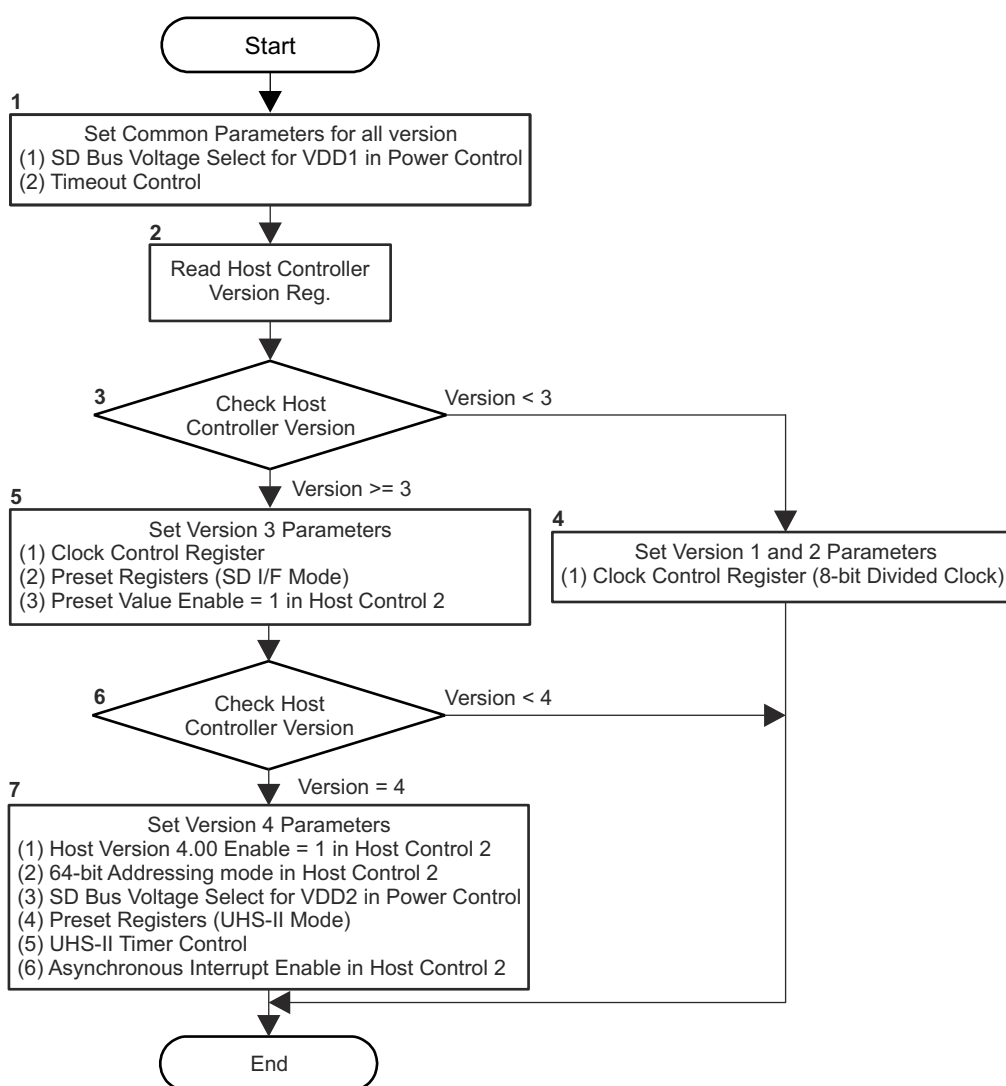 Start
1
Set Common Parameters for all version
(1) SD Bus Voltage Select for VDD1 in Power Control
(2) Timeout Control
2
Read Host Controller
Version Reg.
3
Check Host
Controller Version
Version < 3
Version >= 3
5
Set Version 3 Parameters
(1) Clock Control Register
(2) Preset Registers (SD I/F Mode)
(3) Preset Value Enable = 1 in Host Control 2
4
Set Version 1 and 2 Parameters
(1) Clock Control Register (8-bit Divided Clock)
6
Check Host
Controller Version
Version < 4
Version = 4
7
Set Version 4 Parameters
(1) Host Version 4.00 Enable = 1 in Host Control 2
(2) 64-bit Addressing mode in Host Control 2
(3) SD Bus Voltage Select for VDD2 in Power Control
(4) Preset Registers (UHS-II Mode)
(5) UHS-II Timer Control
(6) Asynchronous Interrupt Enable in Host Control 2
End